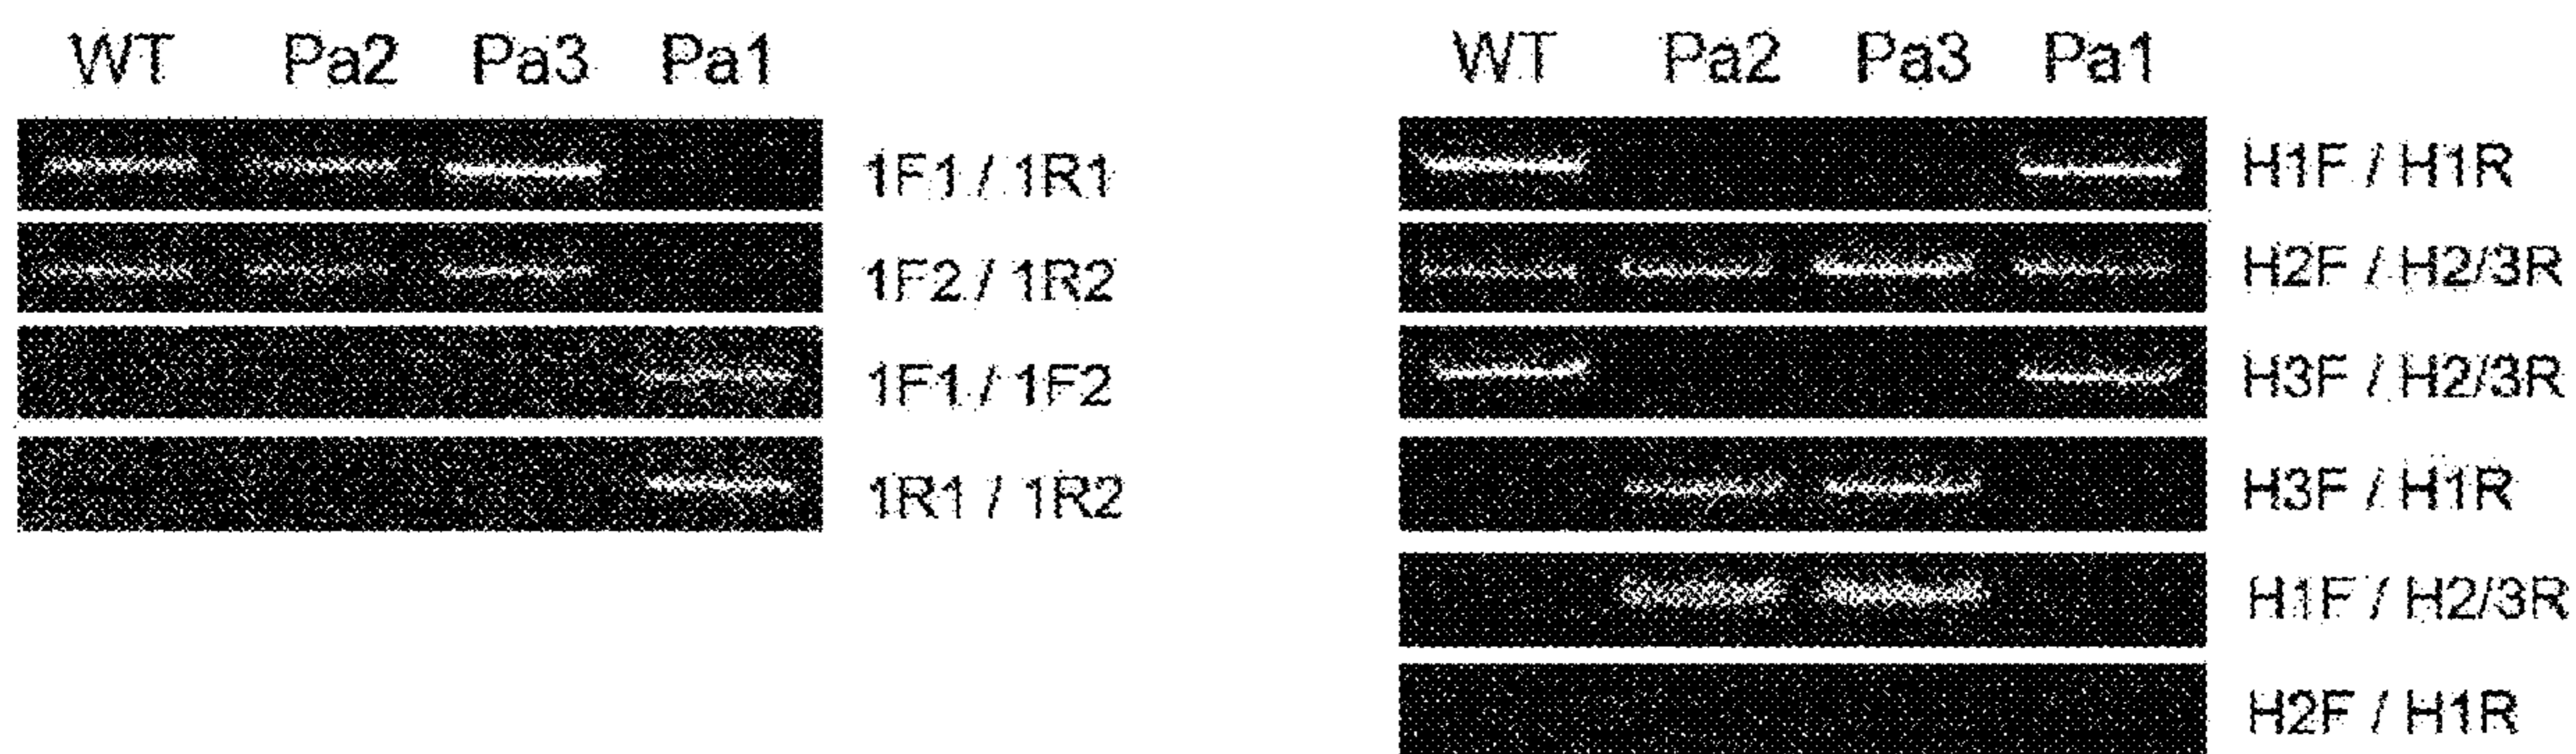 WT Pa2 Pa3 Pa1
1F1 / 1R1
1F2 / 1R2
1F1 / 1F2
1R1 / 1R2
WT Pa2 Pa3 Pa1
H1F / H1R
H2F / H2/3R
H3F / H2/3R
H3F / H1R
H1F / H2/3R
H2F / H1R